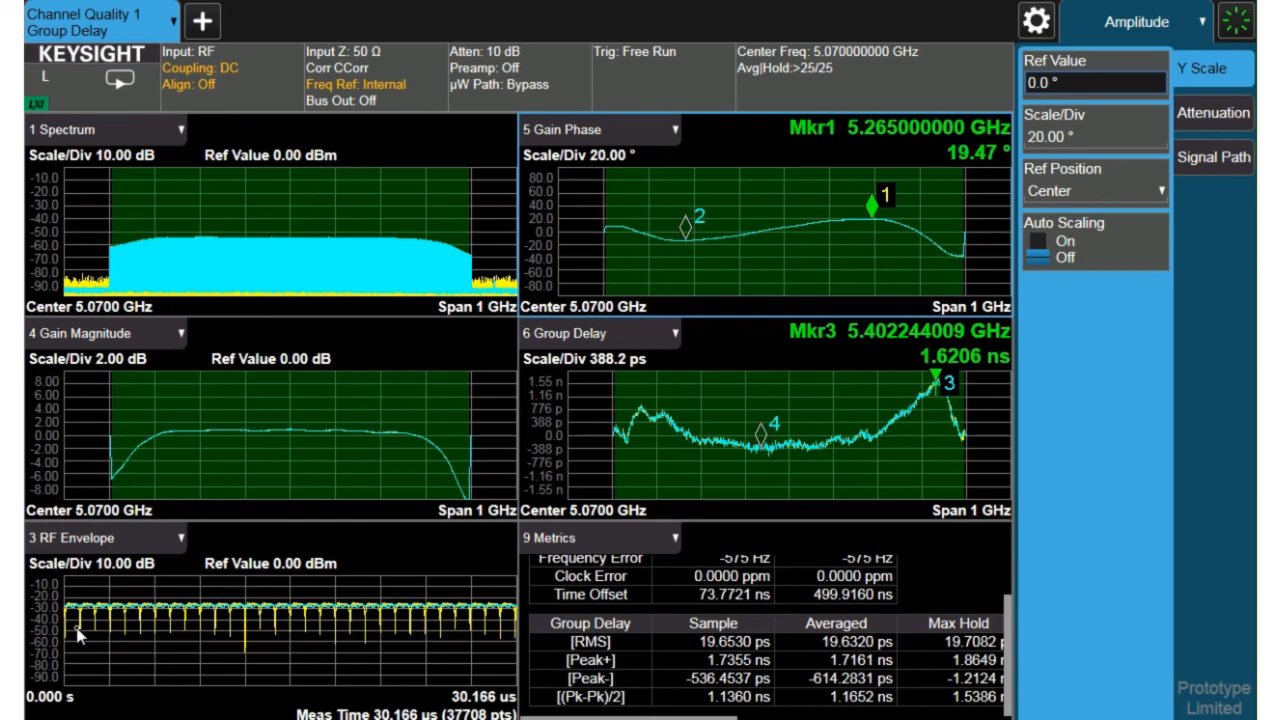 Channel Quality 1
Group Delay
Amplitude
KEYSIGHT
L
LXI
Input: RF
Coupling: DC
Align: Off
Input Z: 50 Ω
Corr CCorr
Freq Ref: Internal
Bus Out: Off
Atten: 10 dB
Preamp: Off
µW Path: Bypass
Trig: Free Run
Center Freq: 5.070000000 GHz
Avg|Hold:>25/25
Ref Value
0.0 °
Scale/Div
20.00 °
Ref Position
Center
Auto Scaling
On
Off
Y Scale
Attenuation
Signal Path
Prototype
Limited
1 Spectrum
Scale/Div 10.00 dB Ref Value 0.00 dBm
-10.0
-20.0
-30.0
-40.0
-50.0
-60.0
-70.0
-80.0
-90.0
Center 5.0700 GHz Span 1 GHz
5 Gain Phase
Mkr1 5.265000000 GHz
Scale/Div 20.00 ° 19.47 °
80.0
60.0
40.0
20.0
0.0
-20.0
-40.0
-60.0
-80.0
1
2
Center 5.0700 GHz Span 1 GHz
4 Gain Magnitude
Scale/Div 2.00 dB Ref Value 0.00 dB
8.00
6.00
4.00
2.00
0.00
-2.00
-4.00
-6.00
-8.00
Center 5.0700 GHz Span 1 GHz
6 Group Delay
Mkr3 5.402244009 GHz
Scale/Div 388.2 ps 1.6206 ns
1.55 n
1.16 n
776 p
388 p
0.0
-388 p
-776 p
-1.16 n
-1.55 n
3
4
Center 5.0700 GHz Span 1 GHz
3 RF Envelope
Scale/Div 10.00 dB Ref Value 0.00 dBm
-10.0
-20.0
-30.0
-40.0
-50.0
-60.0
-70.0
-80.0
-90.0
0.000 s 30.166 us
Meas Time 30.166 us (37708 pts)
9 Metrics
Frequency Error -575 Hz -575 Hz
Clock Error 0.0000 ppm 0.0000 ppm
Time Offset 73.7721 ns 499.9160 ns
Group Delay Sample Averaged Max Hold
[RMS] 19.6530 ps 19.6320 ps 19.7082
[Peak+] 1.7355 ns 1.7161 ns 1.8649
[Peak-] -536.4537 ps -614.2831 ps -1.2124
[(Pk-Pk)/2] 1.1360 ns 1.1652 ns 1.5386